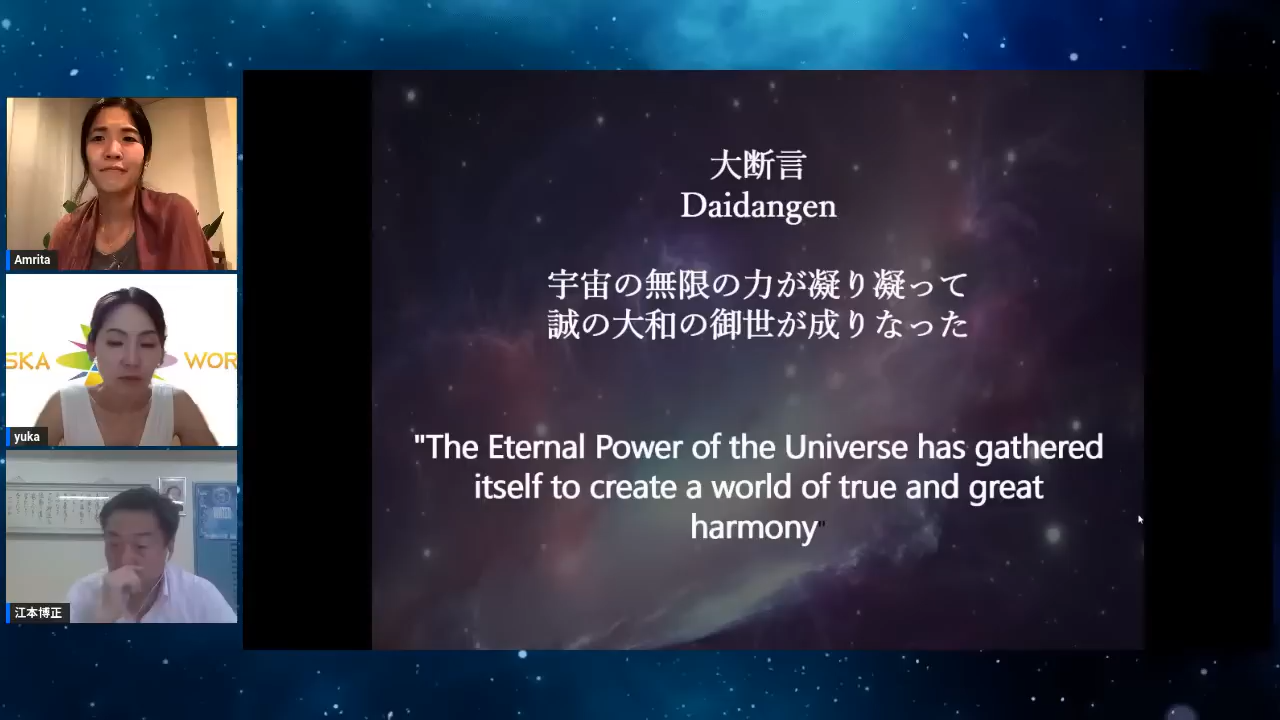 Amrita
SKA
WOR
yuka
江本博正
大断言
Daidangen
宇宙の無限の力が凝り凝って
誠の大和の御世が成りなった
"The Eternal Power of the Universe has gathered
itself to create a world of true and great
harmony"